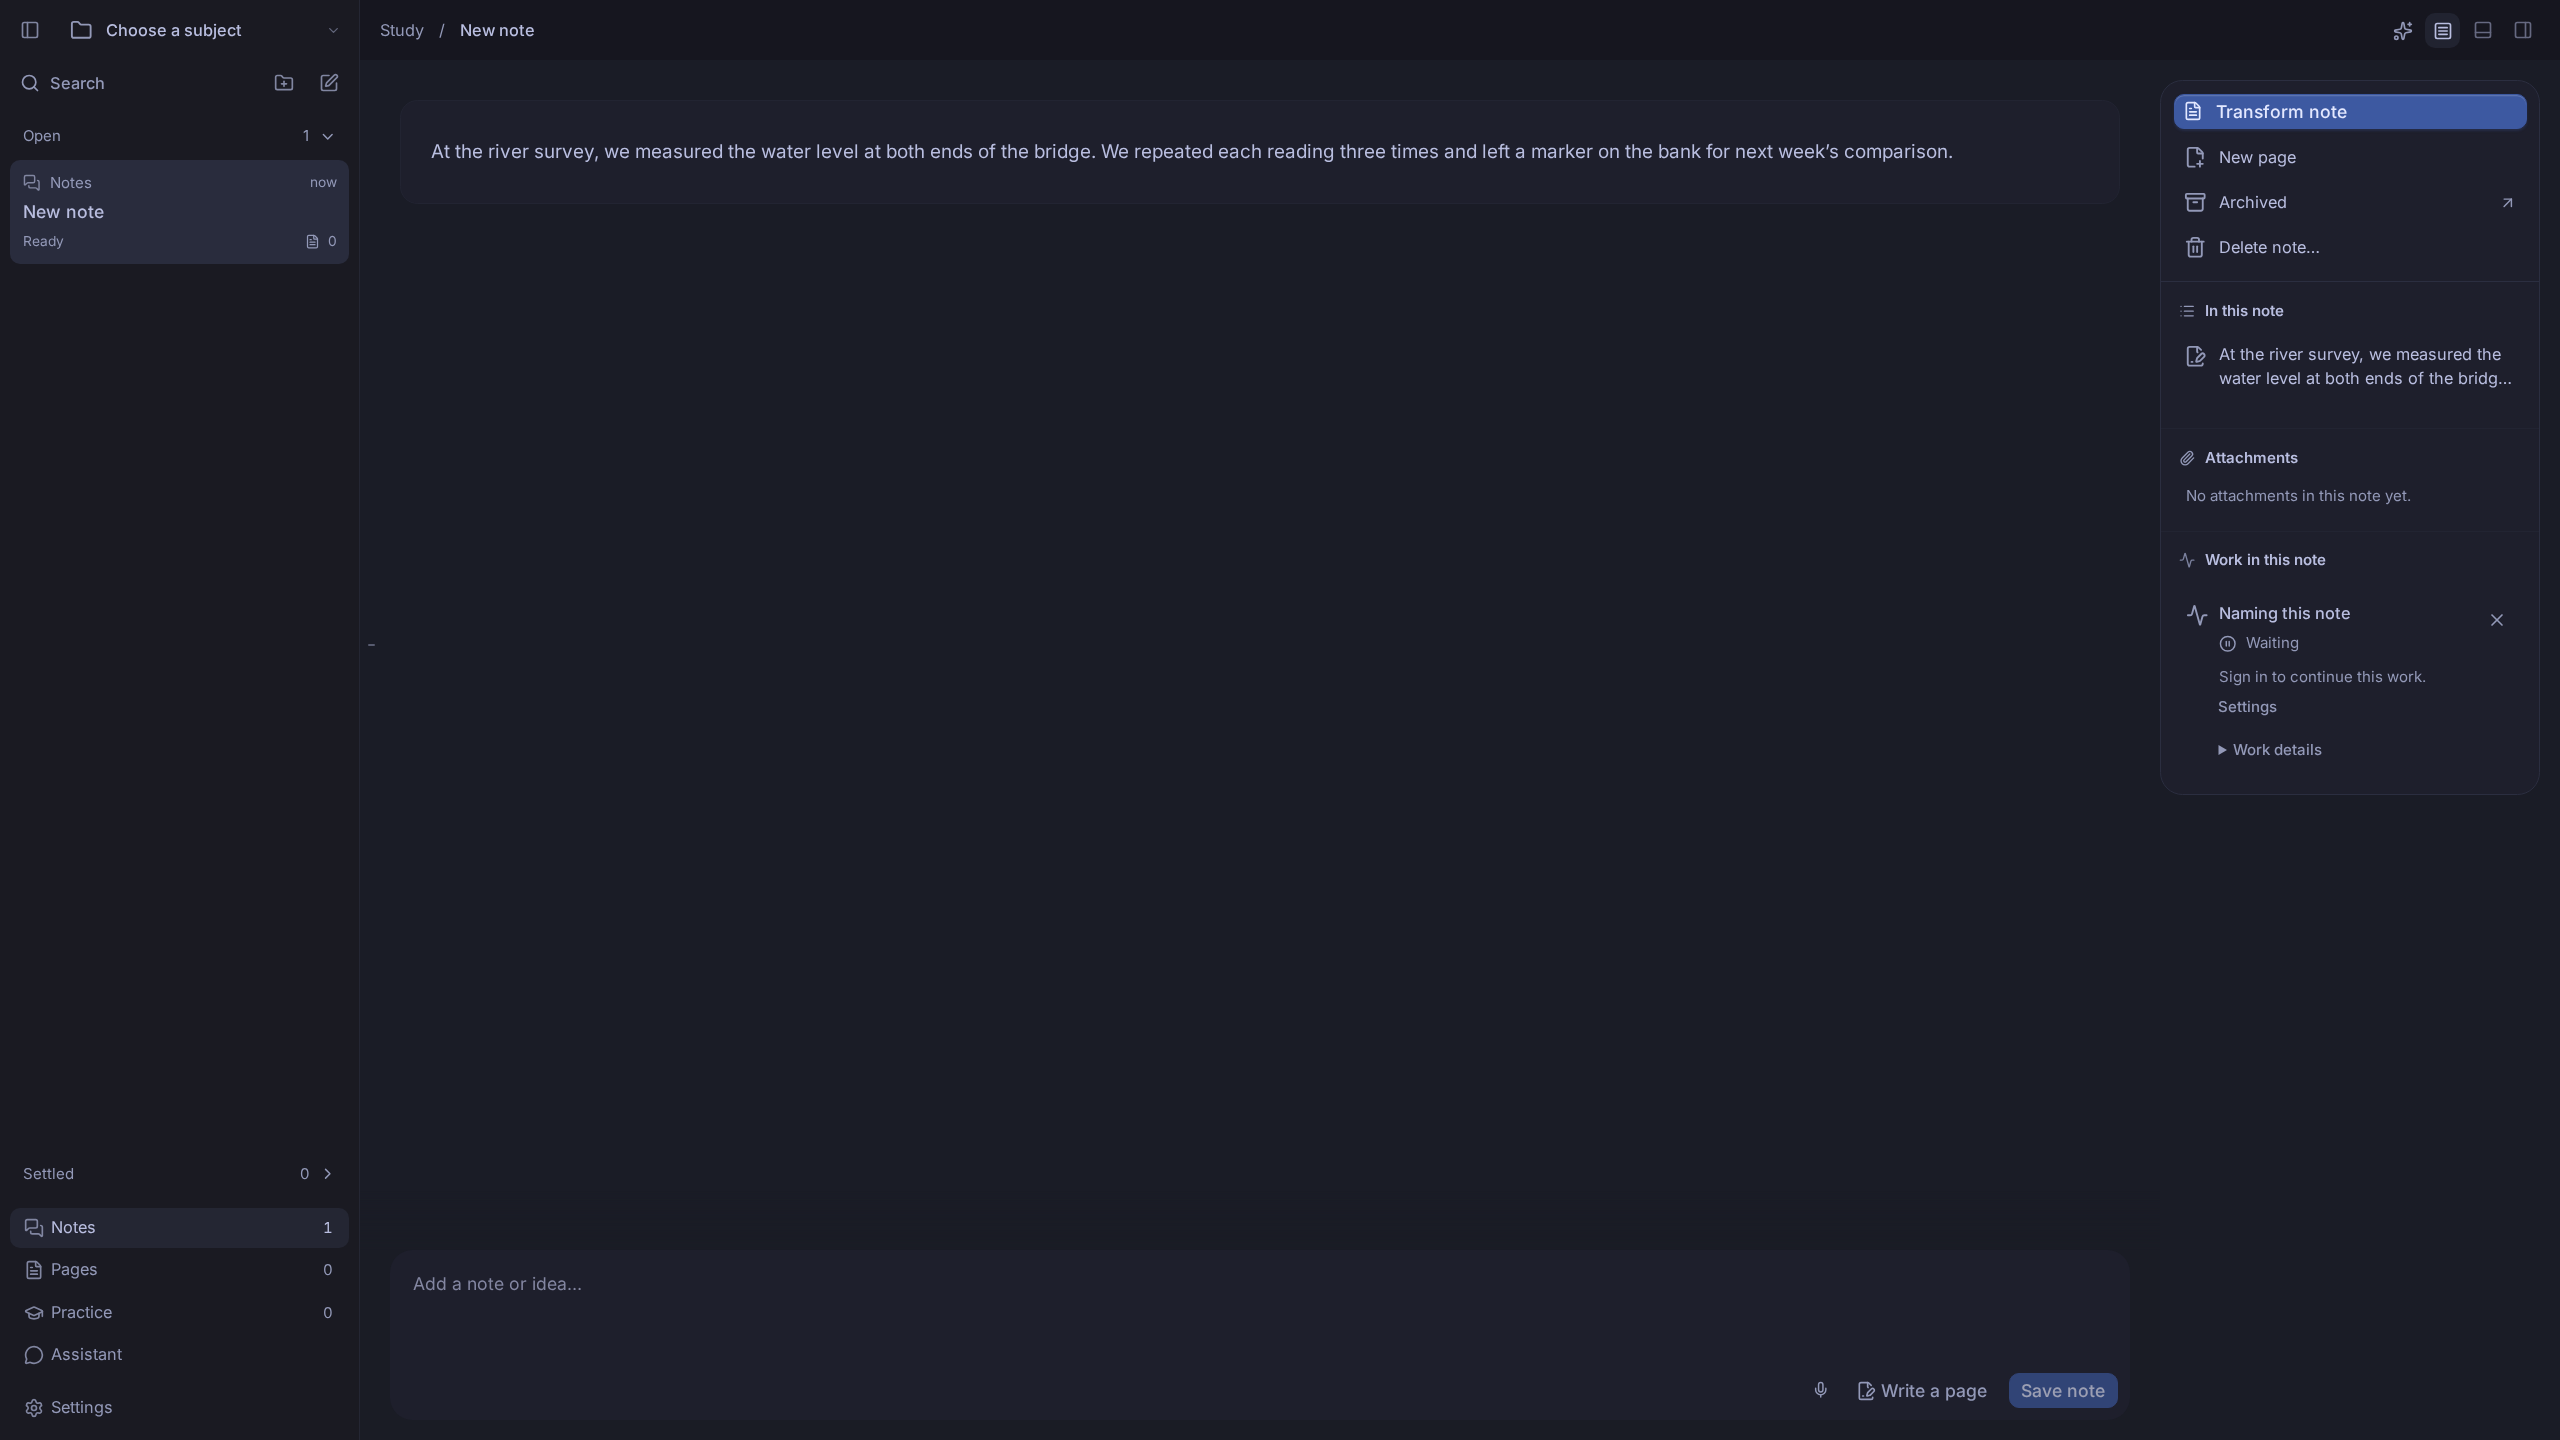 Choose a subject
Study / New note
Search
Open 1
Notes now
New note
Ready 0
At the river survey, we measured the water level at both ends of the bridge. We repeated each reading three times and left a marker on the bank for next week’s comparison.
Transform note
New page
Archived
Delete note...
In this note
At the river survey, we measured the
water level at both ends of the bridg...
Attachments
No attachments in this note yet.
Work in this note
Naming this note
Waiting
Sign in to continue this work.
Settings
Work details
Settled 0
Notes 1
Pages 0
Practice 0
Assistant
Settings
Add a note or idea...
Write a page
Save note